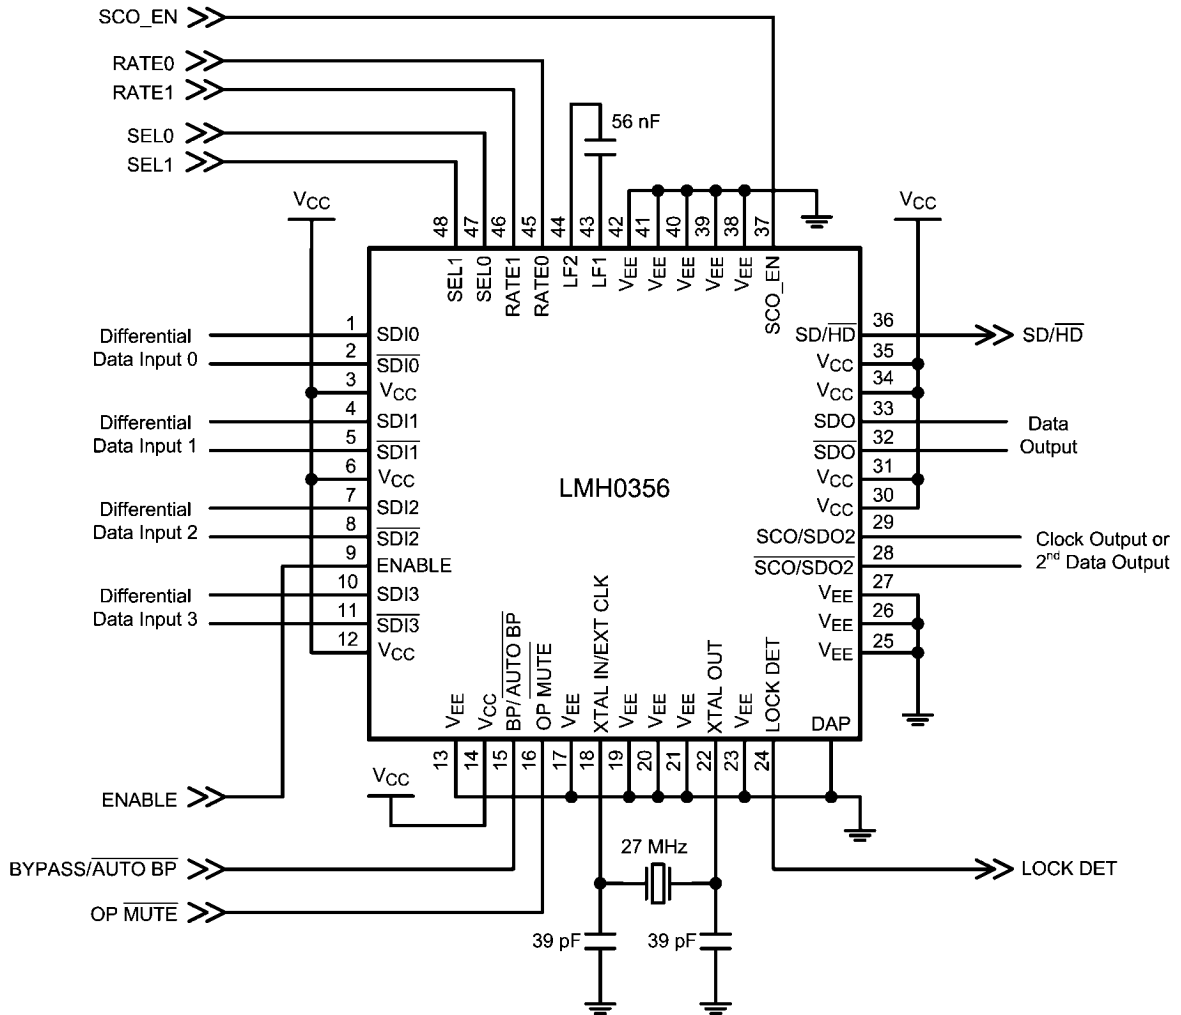 SCO_EN
RATE0
RATE1
SEL0
SEL1
56 nF
VCC
VCC
48 47 46 45 44 43 42 41 40 39 38 37
SEL1 SEL0 RATE1 RATE0 LF2 LF1 VEE VEE VEE VEE VEE SCO_EN
Differential
Data Input 0
1 SDI0
2 SDI0
3 VCC
Differential
Data Input 1
4 SDI1
5 SDI1
6 VCC
Differential
Data Input 2
7 SDI2
8 SDI2
9 ENABLE
Differential
Data Input 3
10 SDI3
11 SDI3
12 VCC
LMH0356
SD/HD 36 SD/HD
VCC 35
VCC 34
SDO 33
SDO 32
Data
Output
VCC 31
VCC 30
SCO/SDO2 29
SCO/SDO2 28
Clock Output or
2nd Data Output
VEE 27
VEE 26
VEE 25
VEE VCC BP/AUTO BP OP MUTE VEE XTAL IN/EXT CLK VEE VEE VEE XTAL OUT VEE LOCK DET DAP
13 14 15 16 17 18 19 20 21 22 23 24
VCC
ENABLE
BYPASS/AUTO BP
OP MUTE
27 MHz
LOCK DET
39 pF
39 pF